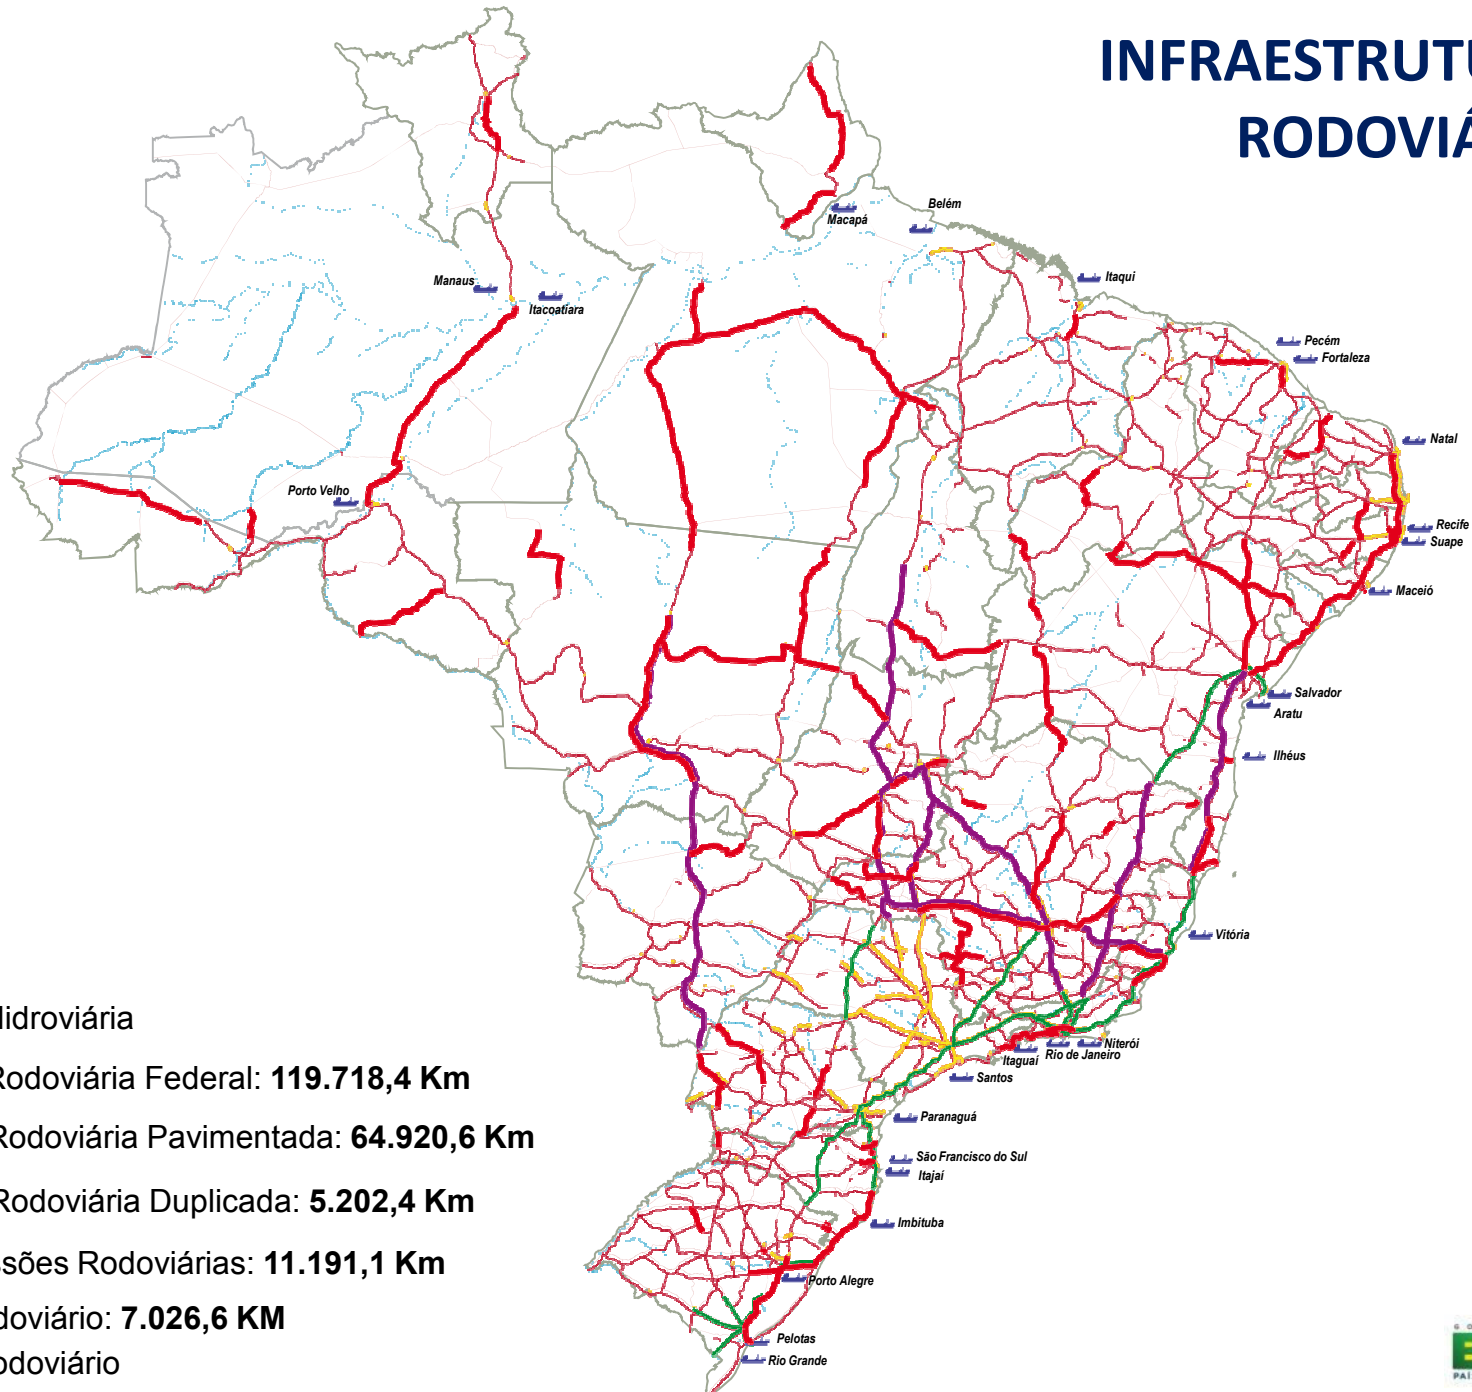 INFRAESTRUTU
RODOVIÁ
Belém
Macapá
Itaqui
Manaus
Itacoatiara
Pecém
Fortaleza
Natal
Porto Velho
Recife
Suape
Maceió
Salvador
Aratu
Ilhéus
Vitória
Niterói
Itaguaí
Rio de Janeiro
Santos
Paranaguá
São Francisco do Sul
Itajaí
Imbituba
Porto Alegre
Pelotas
Rio Grande
Hidroviária
Rodoviária Federal: 119.718,4 Km
Rodoviária Pavimentada: 64.920,6 Km
Rodoviária Duplicada: 5.202,4 Km
ssões Rodoviárias: 11.191,1 Km
doviário: 7.026,6 KM
odoviário